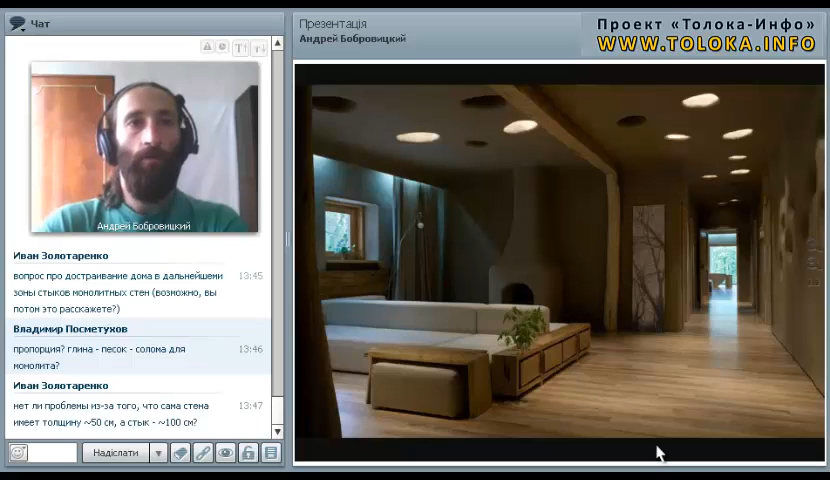 Чат
Презентація
Андрей Бобровицкий
Проект «Толока-Инфо»
WWW.TOLOKA.INFO
Андрей Бобровицкий
Иван Золотаренко
вопрос про достраивание дома в дальнейшем
13:45
зоны стыков монолитных стен (возможно, вы
потом это расскажете?)
Владимир Посметухов
пропорция? глина - песок - солома для
13:46
монолита?
Иван Золотаренко
нет ли проблемы из-за того, что сама стена
13:47
имеет толщину ~50 см, а стык - ~100 см?
Надіслати